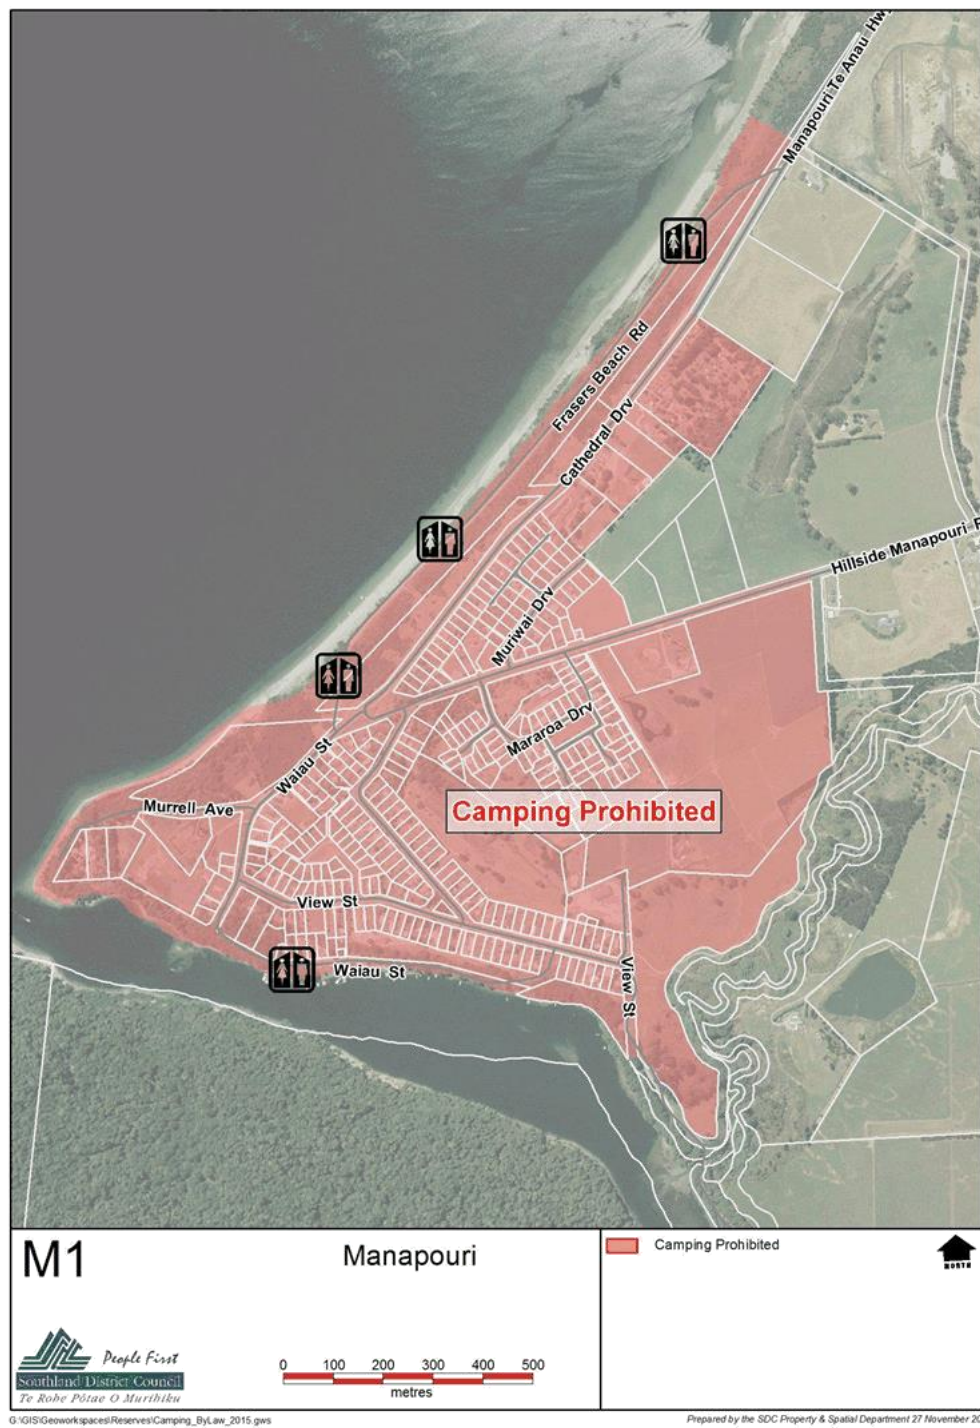 Manapouri Te Anau Hwy
Frasers Beach Rd
Cathedral Drv
Hillside Manapouri
Muriwai Drv
Mararoa Drv
Waiau St
Murrell Ave
Camping Prohibited
View St
Waiau St
View St
M1
Manapouri
Camping Prohibited
NORTH
People First
Southland District Council
Te Rohe Pōtae O Murihiku
0 100 200 300 400 500
metres
G:\GIS\Geoworkspaces\Reserves\Camping_ByLaw_2015.gws
Prepared by the SDC Property & Spatial Department 27 November